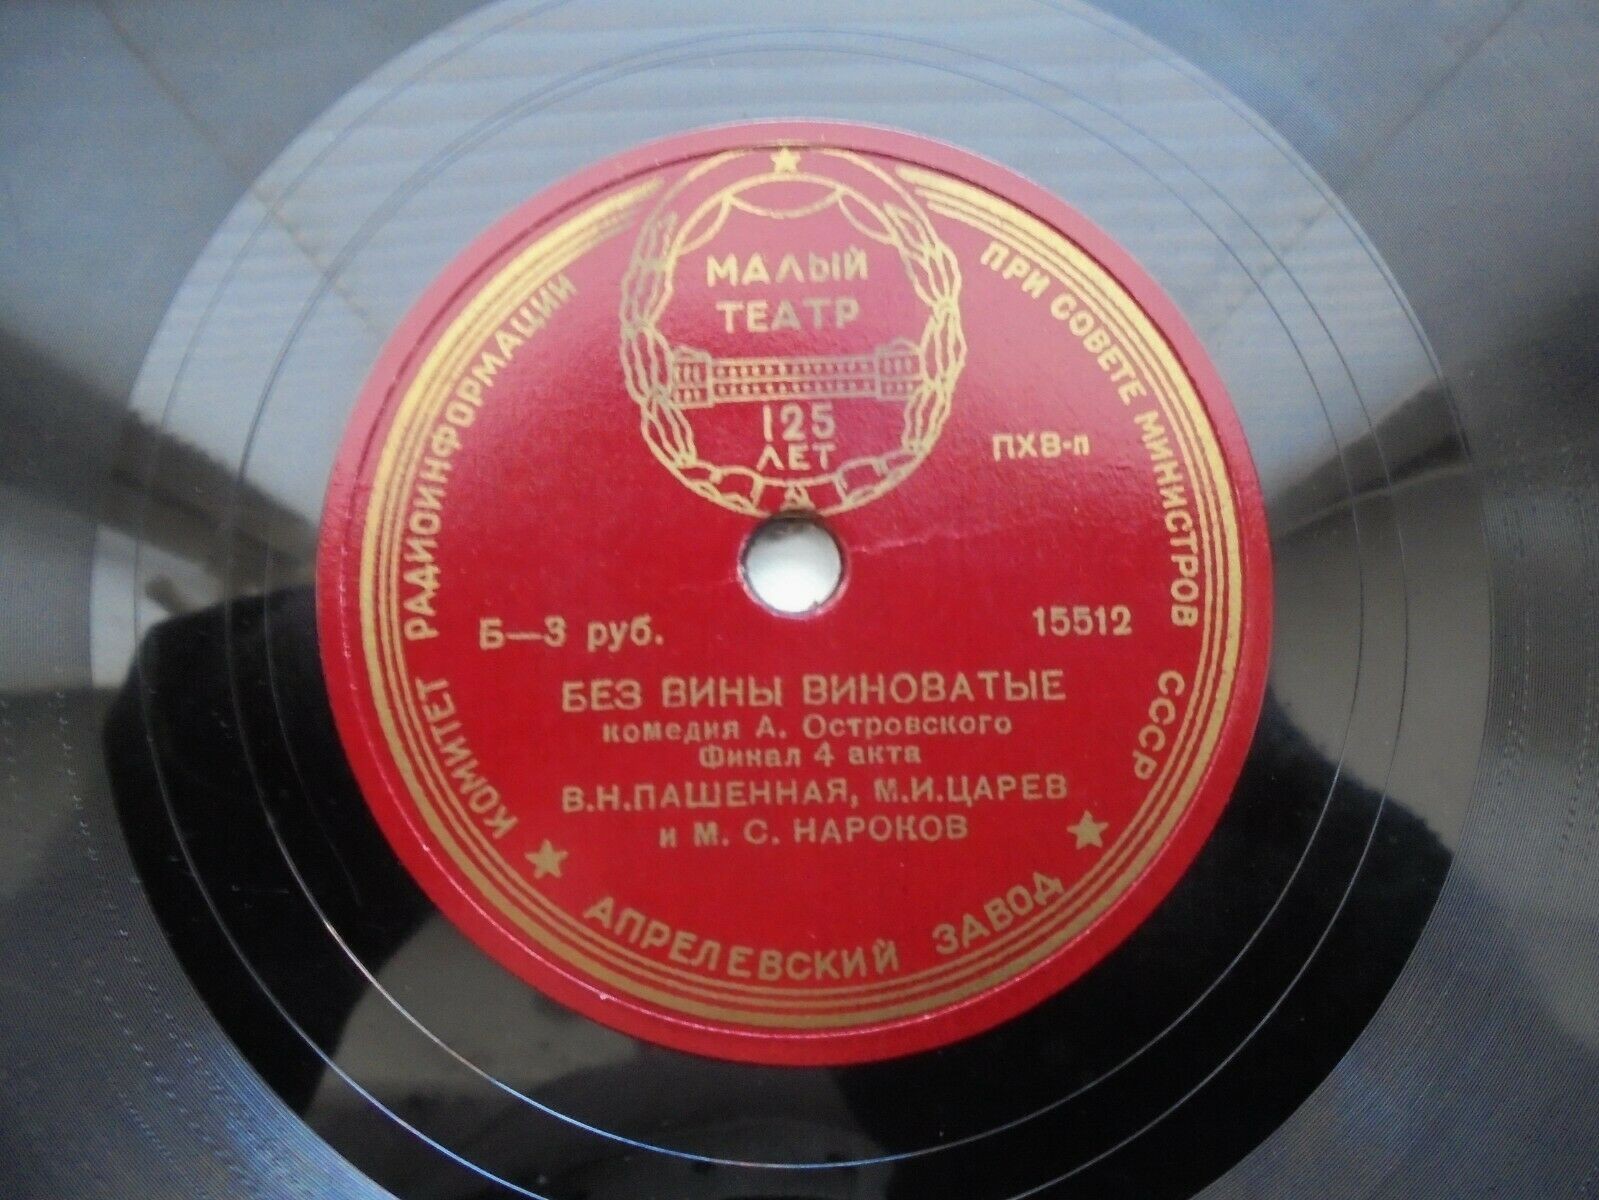 МАЛЫЙ
ТЕАТР
125
ЛЕТ
КОМИТЕТ РАДИОИНФОРМАЦИИ
ПРИ СОВЕТЕ МИНИСТРОВ СССР
ПХВ-п
Б—3 руб.
15512
БЕЗ ВИНЫ ВИНОВАТЫЕ
комедия А. Островского
Финал 4 акта
В.Н.ПАШЕННАЯ, М.И.ЦАРЕВ
и М. С. НАРОКОВ
АПРЕЛЕВСКИЙ ЗАВОД